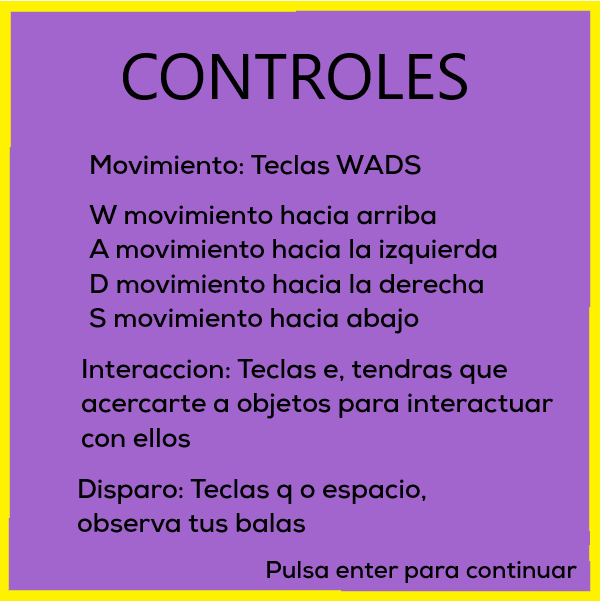 CONTROLES
Movimiento: Teclas WADS
W movimiento hacia arriba
A movimiento hacia la izquierda
D movimiento hacia la derecha
S movimiento hacia abajo
Interaccion: Teclas e, tendras que
acercarte a objetos para interactuar
con ellos
Disparo: Teclas q o espacio,
observa tus balas
Pulsa enter para continuar